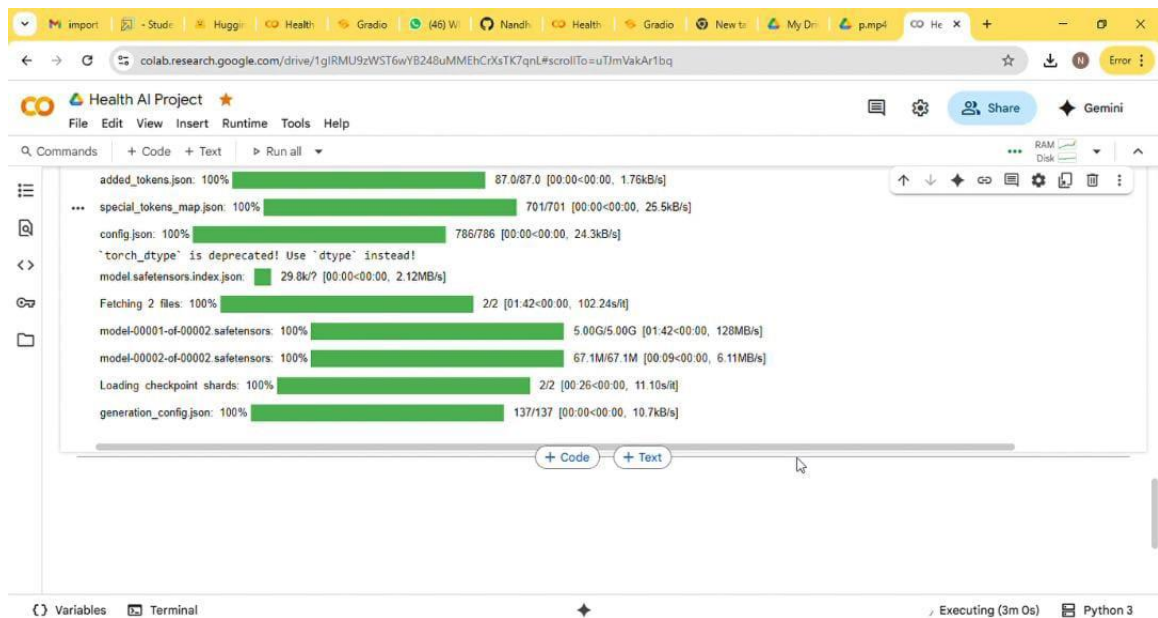 import - Stude Huggin Health Gradio (46) W Nandh Health Gradio New ta My Dri p.mp4 He
colab.research.google.com/drive/1gIRMU9zWST6wYB248uMMEhCrXsTK7qnL#scrollTo=uTJmVakAr1bq N Error
Health AI Project Share Gemini
File Edit View Insert Runtime Tools Help
Commands + Code + Text Run all RAM Disk
added_tokens.json: 100% 87.0/87.0 [00:00<00:00, 1.76kB/s]
special_tokens_map.json: 100% 701/701 [00:00<00:00, 25.5kB/s]
config.json: 100% 786/786 [00:00<00:00, 24.3kB/s]
`torch_dtype` is deprecated! Use `dtype` instead!
model.safetensors.index.json: 29.8k/? [00:00<00:00, 2.12MB/s]
Fetching 2 files: 100% 2/2 [01:42<00:00, 102.24s/it]
model-00001-of-00002.safetensors: 100% 5.00G/5.00G [01:42<00:00, 128MB/s]
model-00002-of-00002.safetensors: 100% 67.1M/67.1M [00:09<00:00, 6.11MB/s]
Loading checkpoint shards: 100% 2/2 [00:26<00:00, 11.10s/it]
generation_config.json: 100% 137/137 [00:00<00:00, 10.7kB/s]
+ Code + Text
Variables Terminal Executing (3m 0s) Python 3